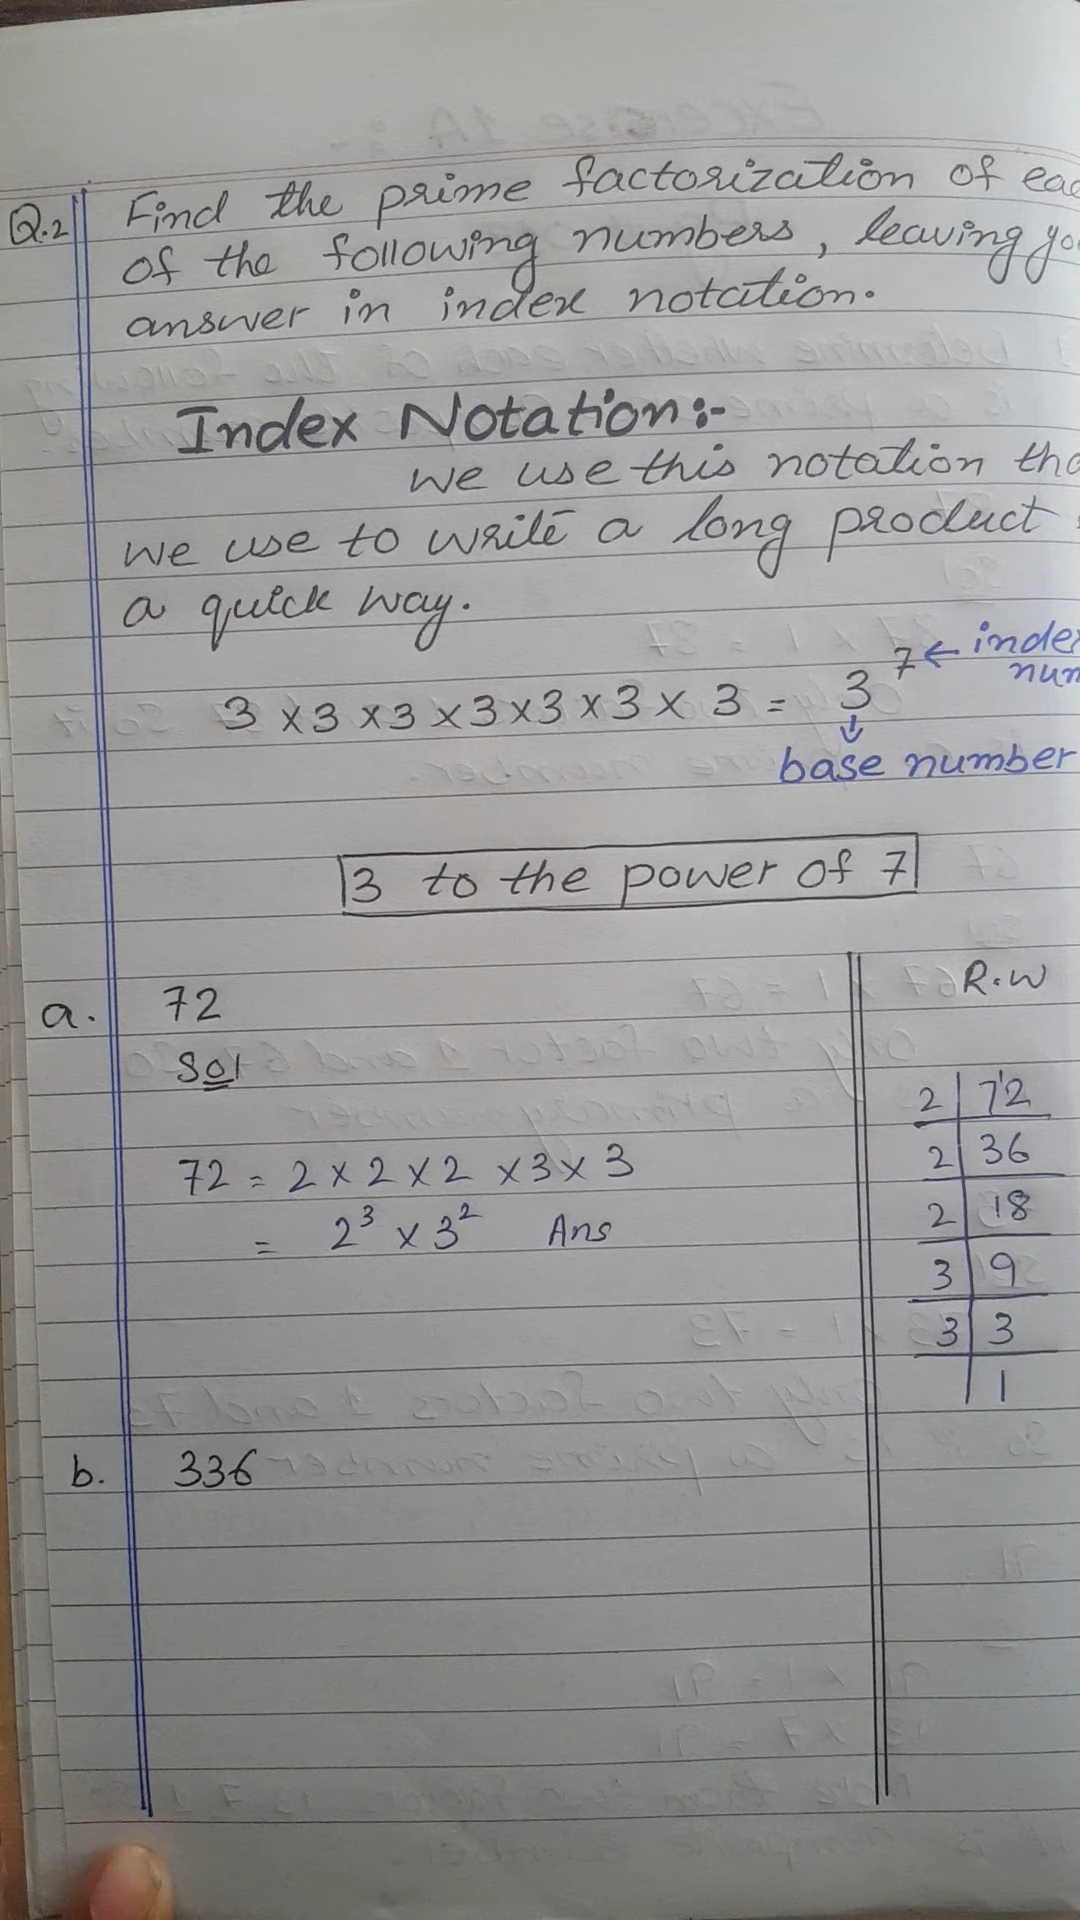 Q.2 Find the prime factorization of eac
of the following numbers, leaving yo
answer in index notation.
Index Notation:-
We use this notation tha
we use to write a long product
a quick way.
3 × 3 × 3 × 3 × 3 × 3 × 3 = 3⁷ ← index
num
base number
3 to the power of 7
R.W
a. 72
Sol
72 = 2 × 2 × 2 × 3 × 3
= 2³ × 3² Ans
2 | 72
2 | 36
2 | 18
3 | 9
3 | 3
| 1
b. 336